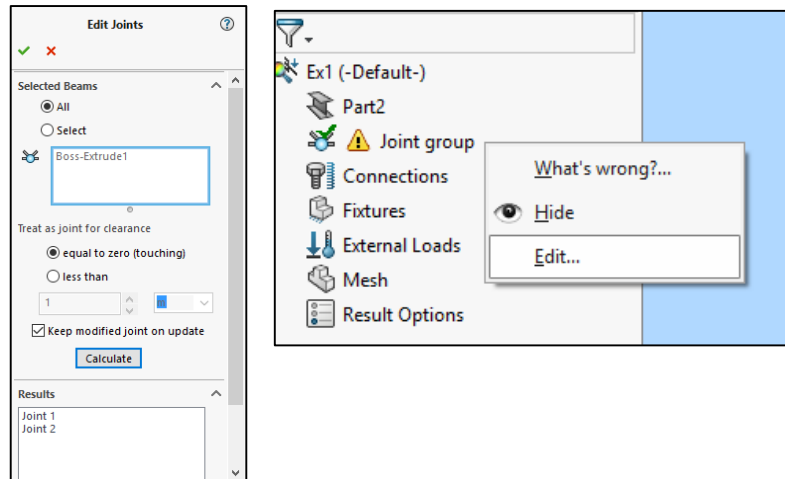 Edit Joints
Selected Beams
All
Select
Boss-Extrude1
Treat as joint for clearance
equal to zero (touching)
less than
1
m
Keep modified joint on update
Calculate
Results
Joint 1
Joint 2
Ex1 (-Default-)
Part2
Joint group
Connections
Fixtures
External Loads
Mesh
Result Options
What's wrong?...
Hide
Edit...